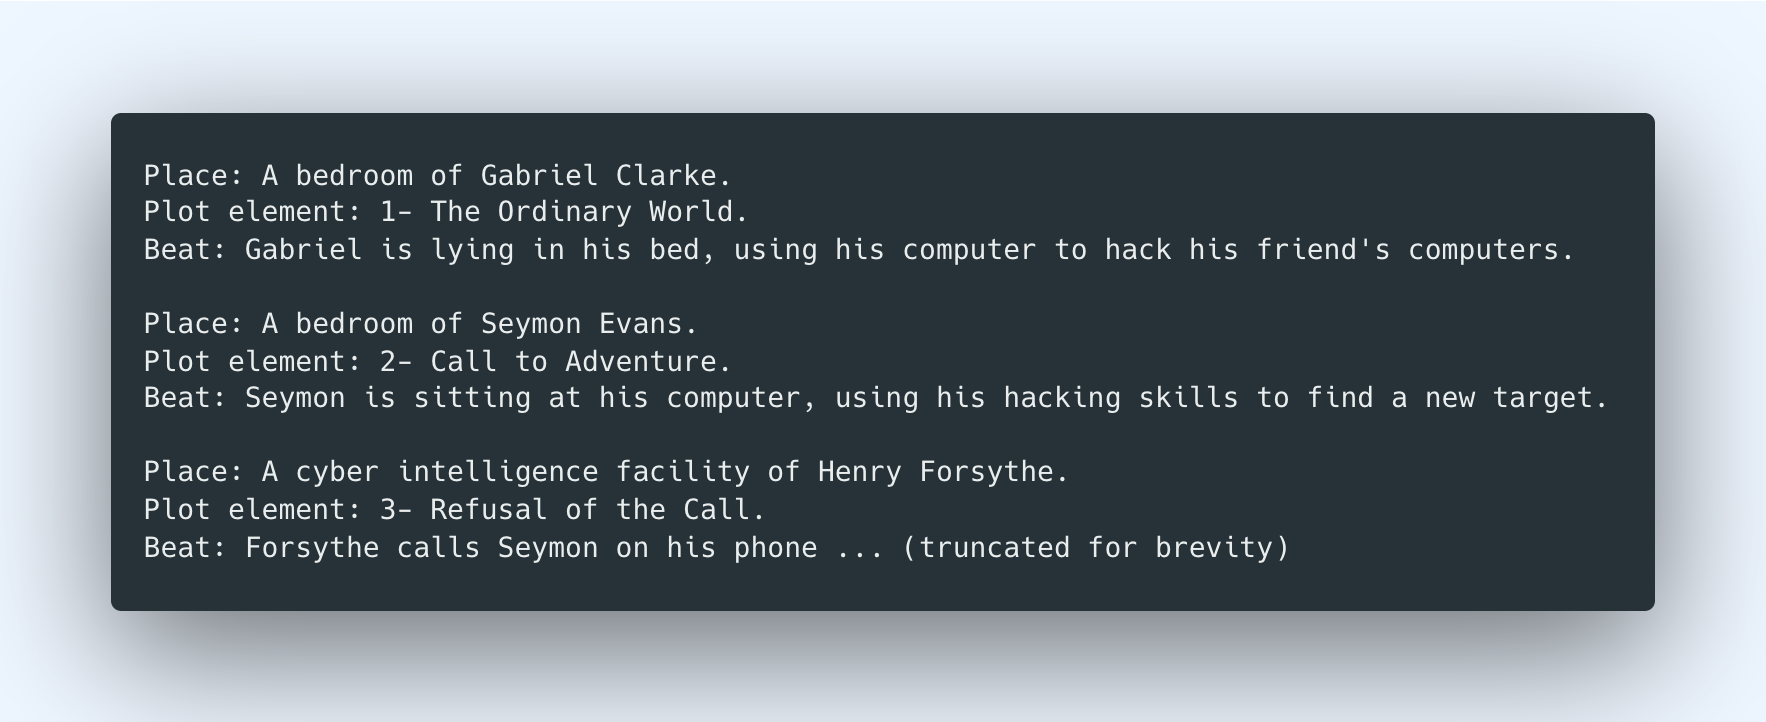 Place: A bedroom of Gabriel Clarke.
Plot element: 1- The Ordinary World.
Beat: Gabriel is lying in his bed, using his computer to hack his friend's computers.
Place: A bedroom of Seymon Evans.
Plot element: 2- Call to Adventure.
Beat: Seymon is sitting at his computer, using his hacking skills to find a new target.
Place: A cyber intelligence facility of Henry Forsythe.
Plot element: 3- Refusal of the Call.
Beat: Forsythe calls Seymon on his phone ... (truncated for brevity)